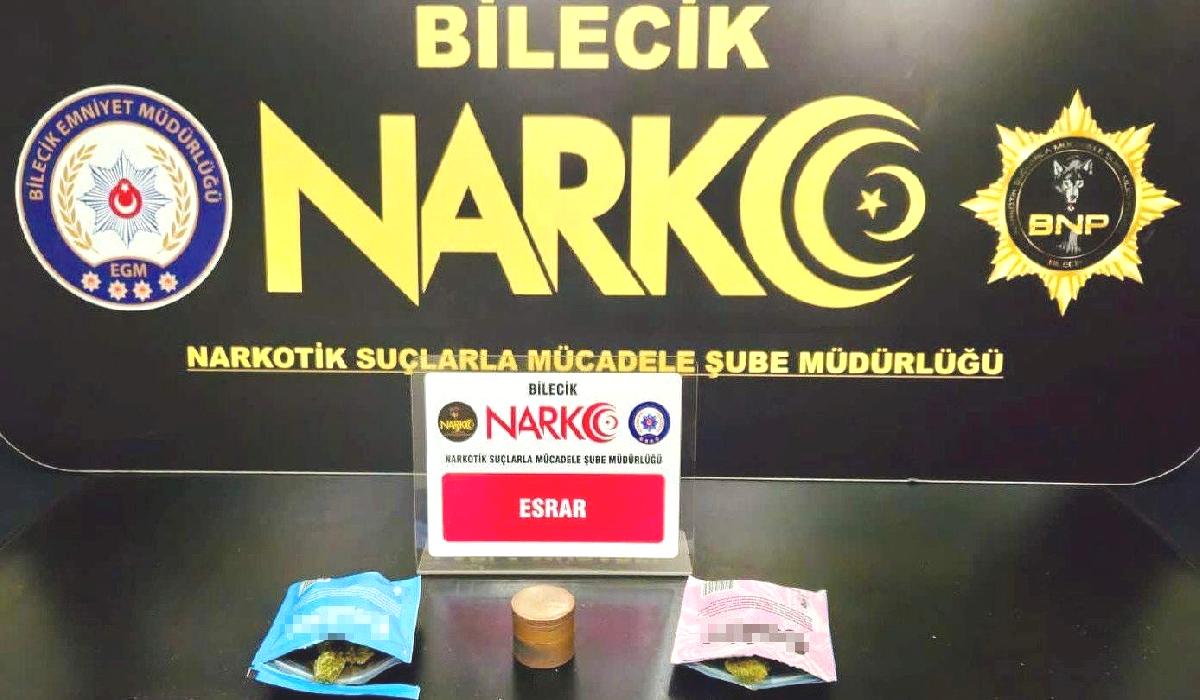 BİLECİK
NARKO
BİLECİK EMNİYET MÜDÜRLÜĞÜ
EGM
BNP
NARKOTİK SUÇLARLA MÜCADELE ŞUBE MÜDÜRLÜĞÜ
BİLECİK
NARKO
NARKO
NARKOTİK SUÇLARLA MÜCADELE ŞUBE MÜDÜRLÜĞÜ
ESRAR